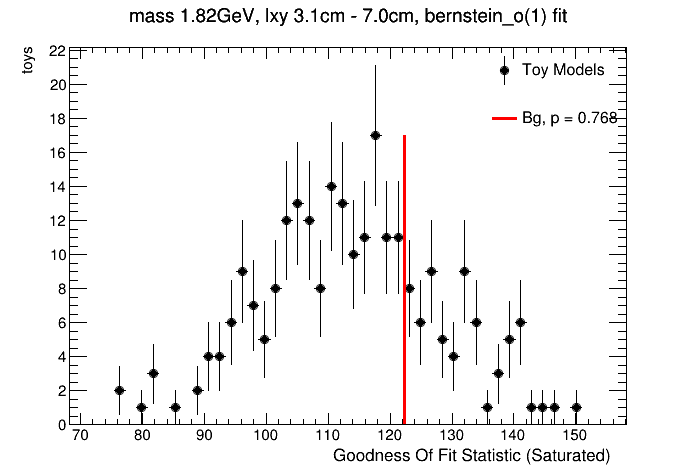 mass 1.82GeV, lxy 3.1cm - 7.0cm, bernstein_o(1) fit
toys
22
20
18
16
14
12
10
8
6
4
2
0
Toy Models
Bg, p = 0.768
70 80 90 100 110 120 130 140 150
Goodness Of Fit Statistic (Saturated)